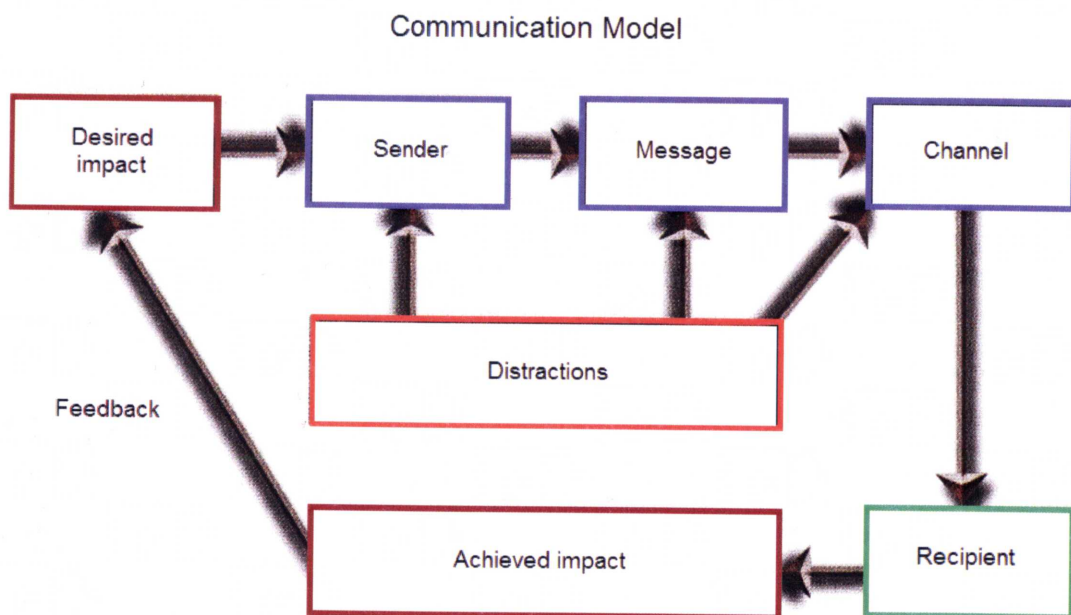 Communication Model
Desired
impact
Sender
Message
Channel
Distractions
Feedback
Achieved impact
Recipient